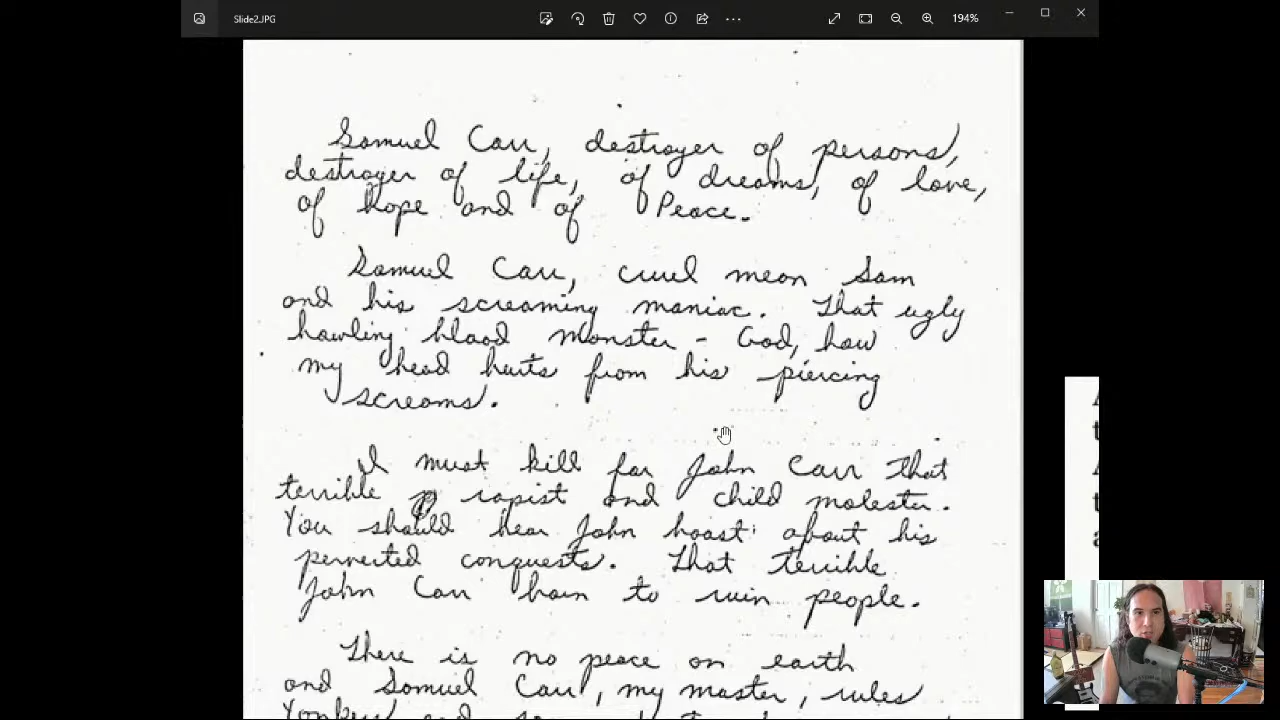 Slide2.JPG
194%
Samuel Carr, destroyer of persons,
destroyer of life, of dreams, of love,
of hope and of Peace.
Samuel Carr, cruel mean Sam
and his screaming maniac. That ugly
howling blood monster - God, how
my head hurts from his piercing
screams.
I must kill for John Carr that
terrible rapist and child molester.
You should hear John boast about his
perverted conquests. That terrible
John Carr born to ruin people.
There is no peace on earth
and Samuel Carr, my master, rules
Yonkers and